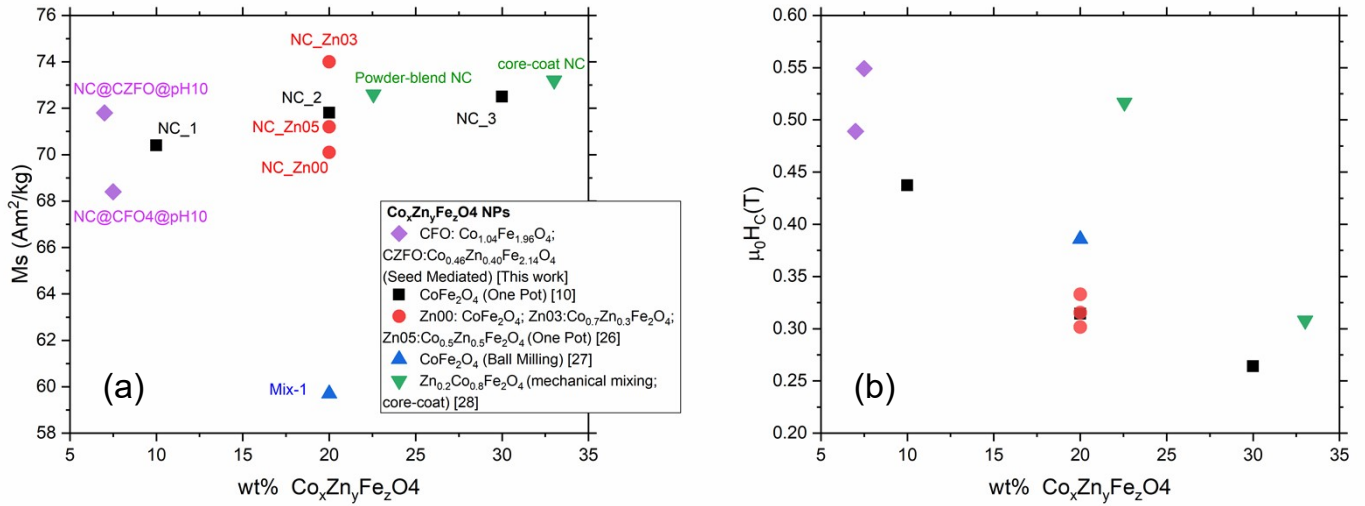 76
74
72
70
68
66
64
62
60
58
Ms (Am²/kg)
NC_Zn03
core-coat NC
Powder-blend NC
NC@CZFO@pH10
NC_2
NC_1
NC_3
NC_Zn05
NC_Zn00
NC@CFO4@pH10
CoₓZnᵧFe_zO4 NPs
CFO: Co₁.₀₄Fe₁.₉₆O₄;
CZFO:Co₀.₄₆Zn₀.₄₀Fe₂.₁₄O₄
(Seed Mediated) [This work]
CoFe₂O₄ (One Pot) [10]
Zn00: CoFe₂O₄; Zn03:Co₀.₇Zn₀.₃Fe₂O₄;
Zn05:Co₀.₅Zn₀.₅Fe₂O₄ (One Pot) [26]
CoFe₂O₄ (Ball Milling) [27]
Zn₀.₂Co₀.₈Fe₂O₄ (mechanical mixing;
core-coat) [28]
Mix-1
(a)
5 10 15 20 25 30 35
wt% CoₓZnᵧFe_zO4
0.60
0.55
0.50
0.45
0.40
0.35
0.30
0.25
0.20
μ₀H_C(T)
(b)
5 10 15 20 25 30 35
wt% CoₓZnᵧFe_zO4